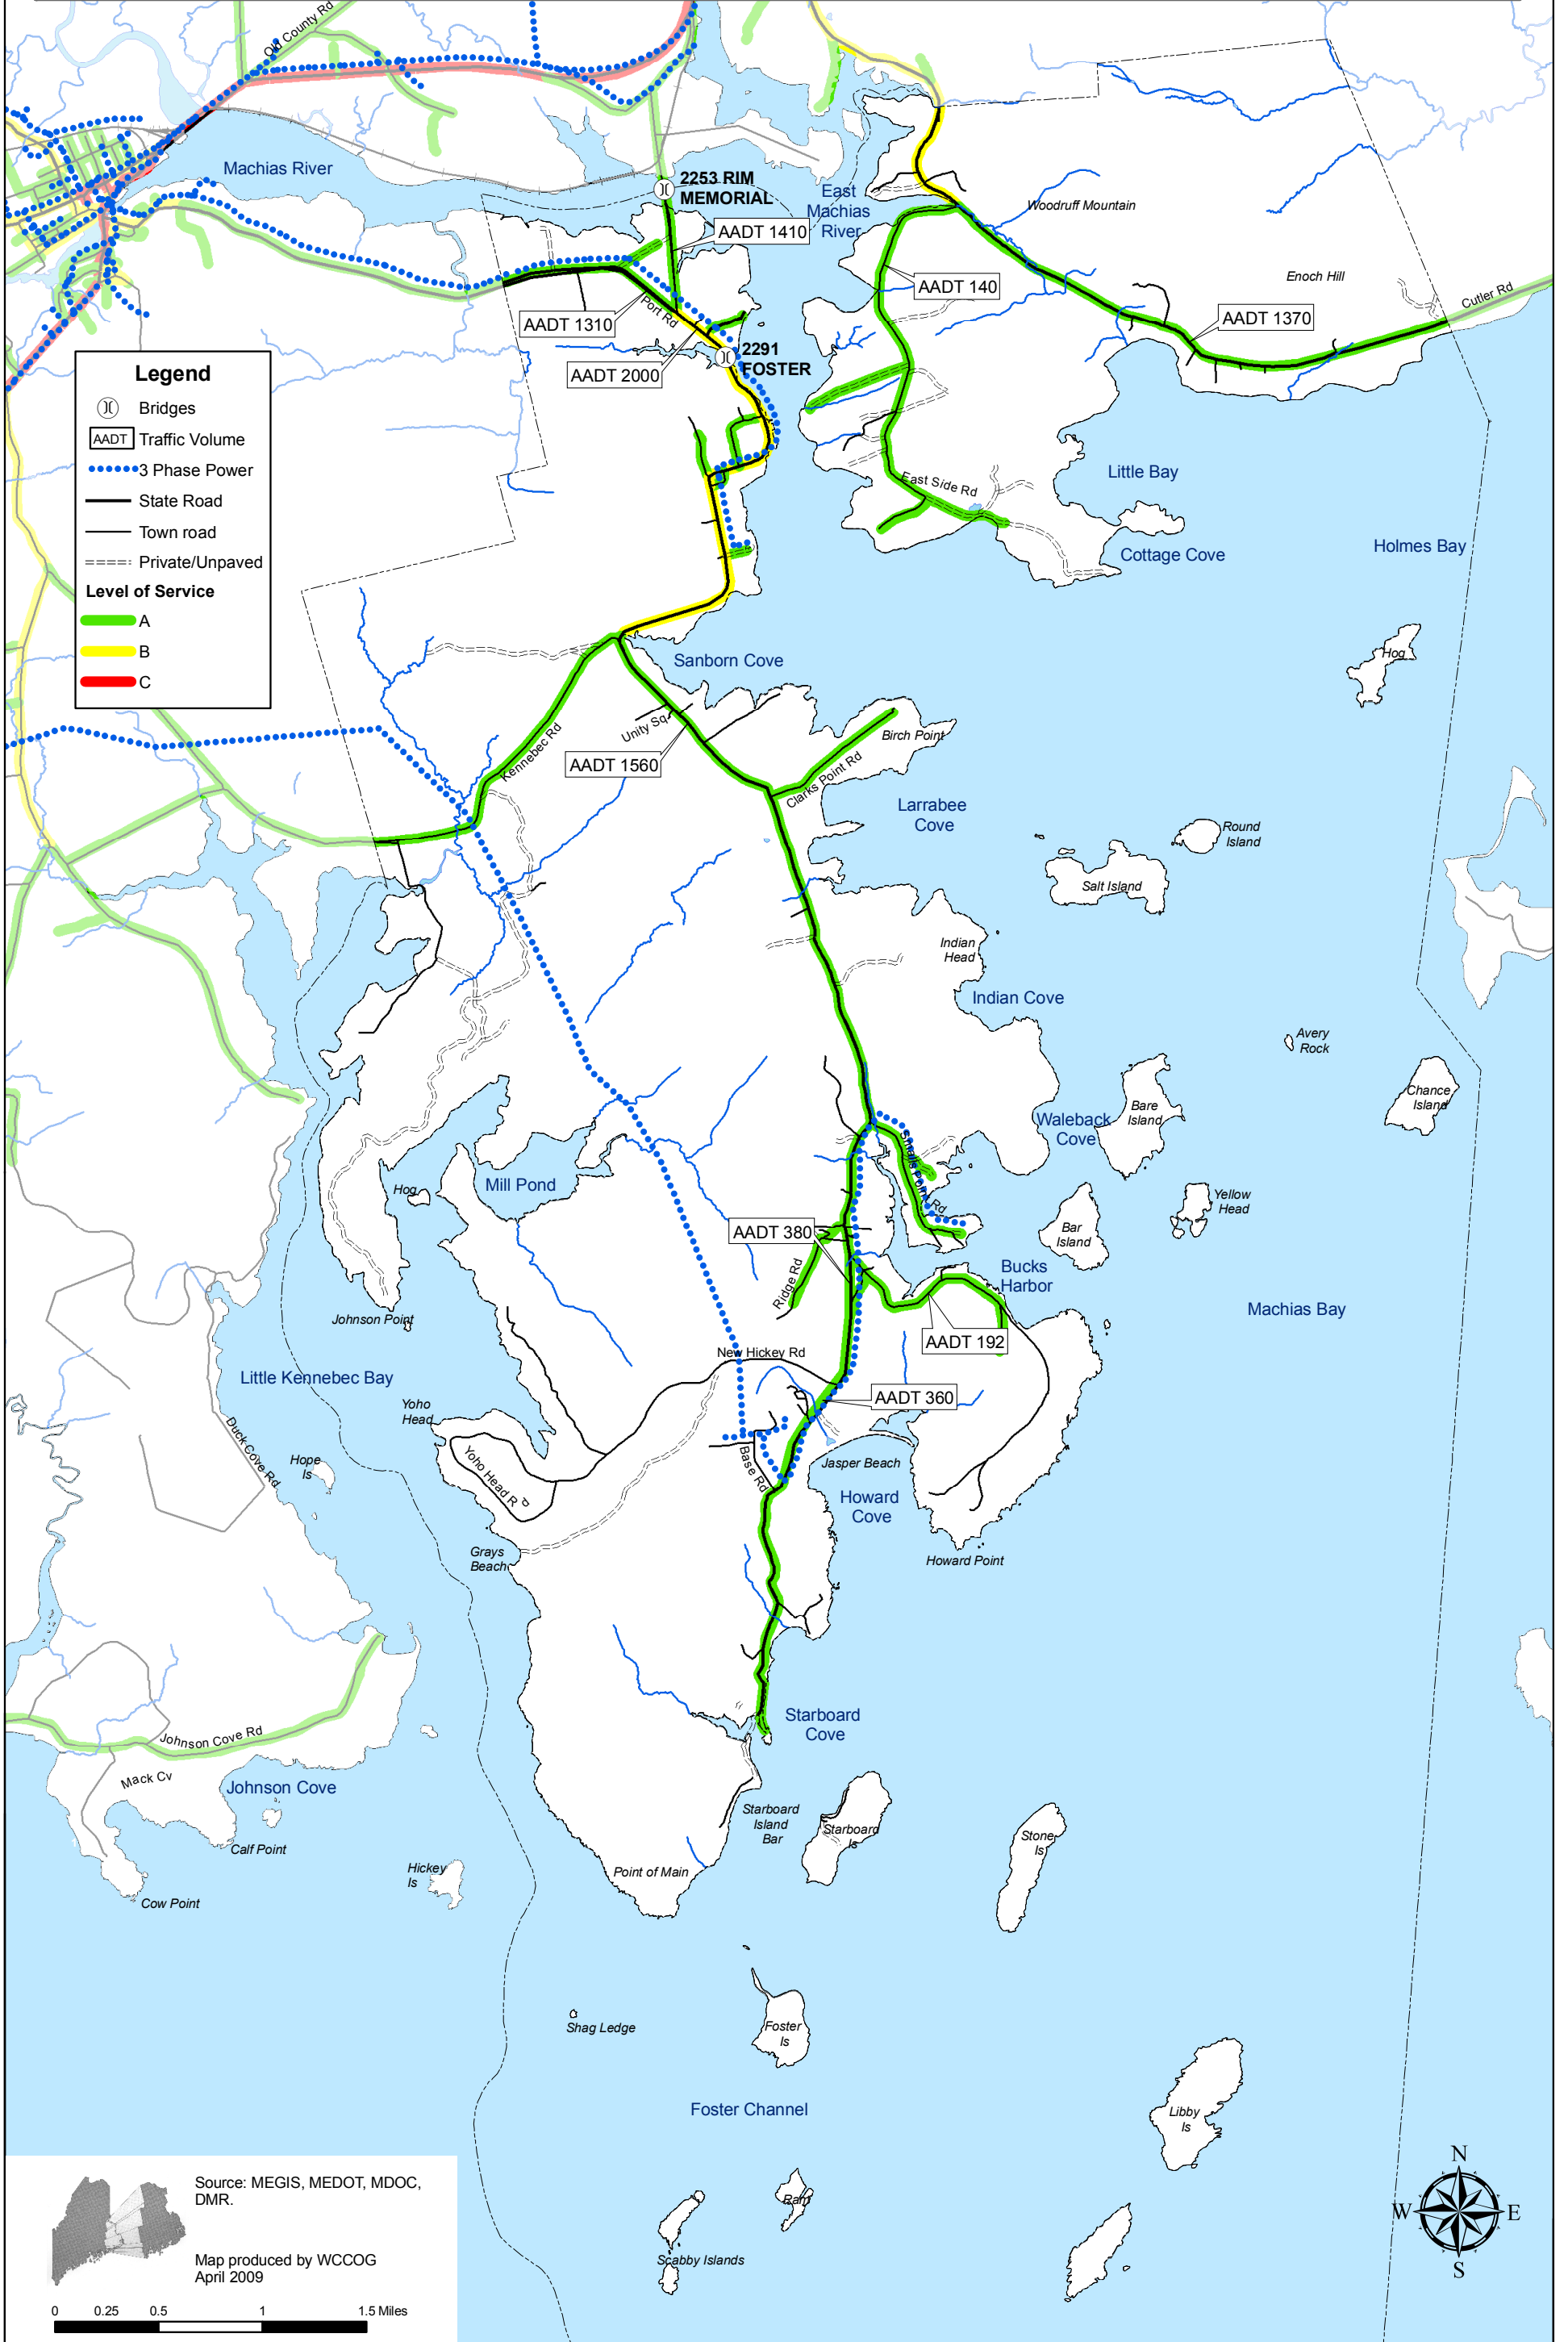 Old County Rd
Machias River
2253 RIM
MEMORIAL
East
Machias
River
Woodruff Mountain
AADT 1410
Enoch Hill
AADT 140
Cutler Rd
Port Rd
AADT 1310
AADT 1370
2291
FOSTER
AADT 2000
Legend
Bridges
AADT Traffic Volume
3 Phase Power
State Road
Town road
Private/Unpaved
Level of Service
A
B
C
Little Bay
East Side Rd
Cottage Cove
Holmes Bay
Hog
Sanborn Cove
Unity Sq
Birch Point
Kennebec Rd
AADT 1560
Clarks Point Rd
Larrabee
Cove
Round
Island
Salt Island
Indian
Head
Indian Cove
Avery
Rock
Chance
Island
Bare
Island
Waleback
Cove
Mill Pond
Hog
Smalls Point Rd
Yellow
Head
AADT 380
Bar
Island
Bucks
Harbor
Ridge Rd
Machias Bay
Johnson Point
AADT 192
New Hickey Rd
Little Kennebec Bay
AADT 360
Yoho
Head
Duck Cove Rd
Hope
Is
Yoho Head Rd
Base Rd
Jasper Beach
Howard
Cove
Grays
Beach
Howard Point
Starboard
Cove
Johnson Cove Rd
Mack Cv
Johnson Cove
Starboard
Island
Bar
Starboard
Is
Stone
Is
Calf Point
Hickey
Is
Point of Main
Cow Point
Shag Ledge
Foster
Is
Foster Channel
Libby
Is
Source: MEGIS, MEDOT, MDOC,
DMR.
Ram
N
W E
S
Scabby Islands
Map produced by WCCOG
April 2009
0 0.25 0.5 1 1.5 Miles